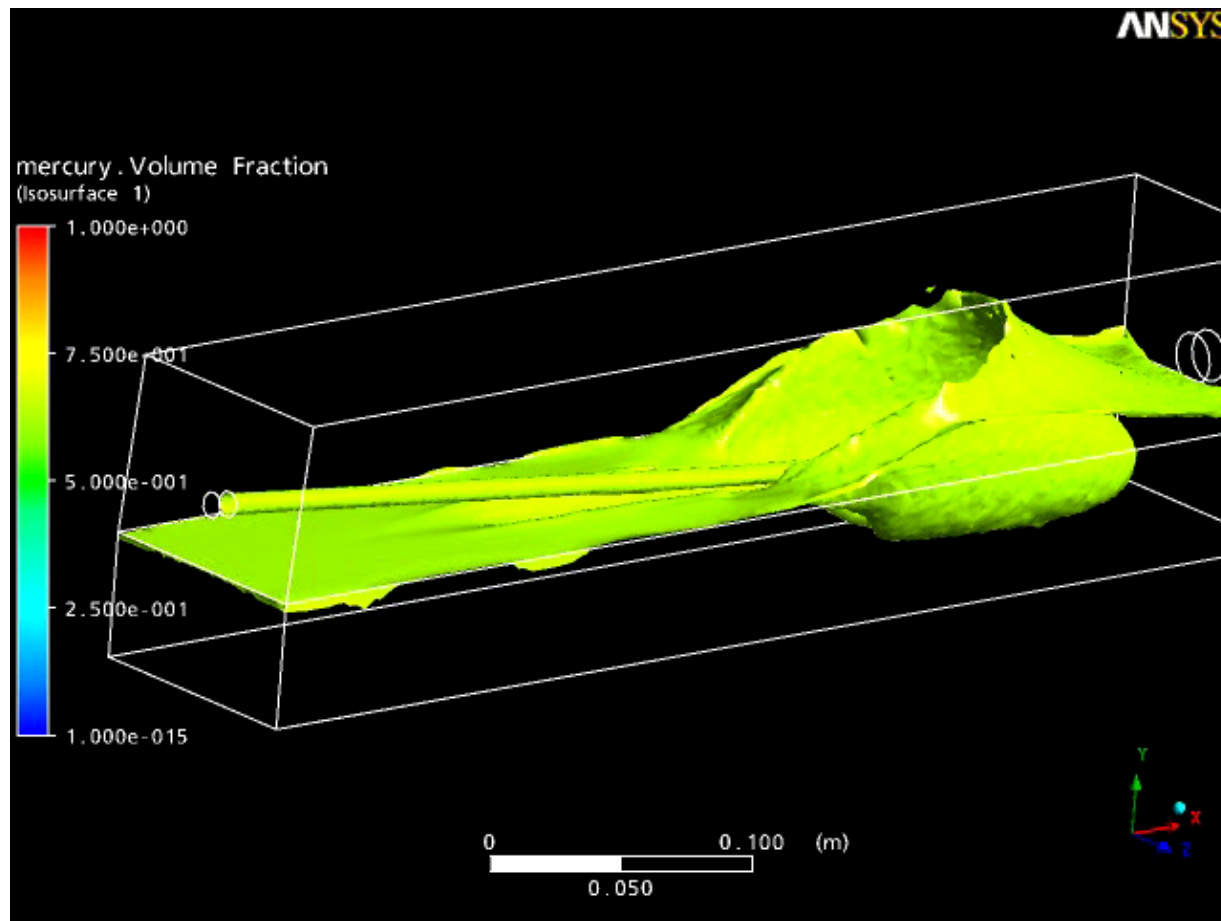 ANSYS
mercury.Volume Fraction
(Isosurface 1)
1.000e+000
7.500e-001
5.000e-001
2.500e-001
1.000e-015
0 0.100 (m)
0.050
Y
X
Z